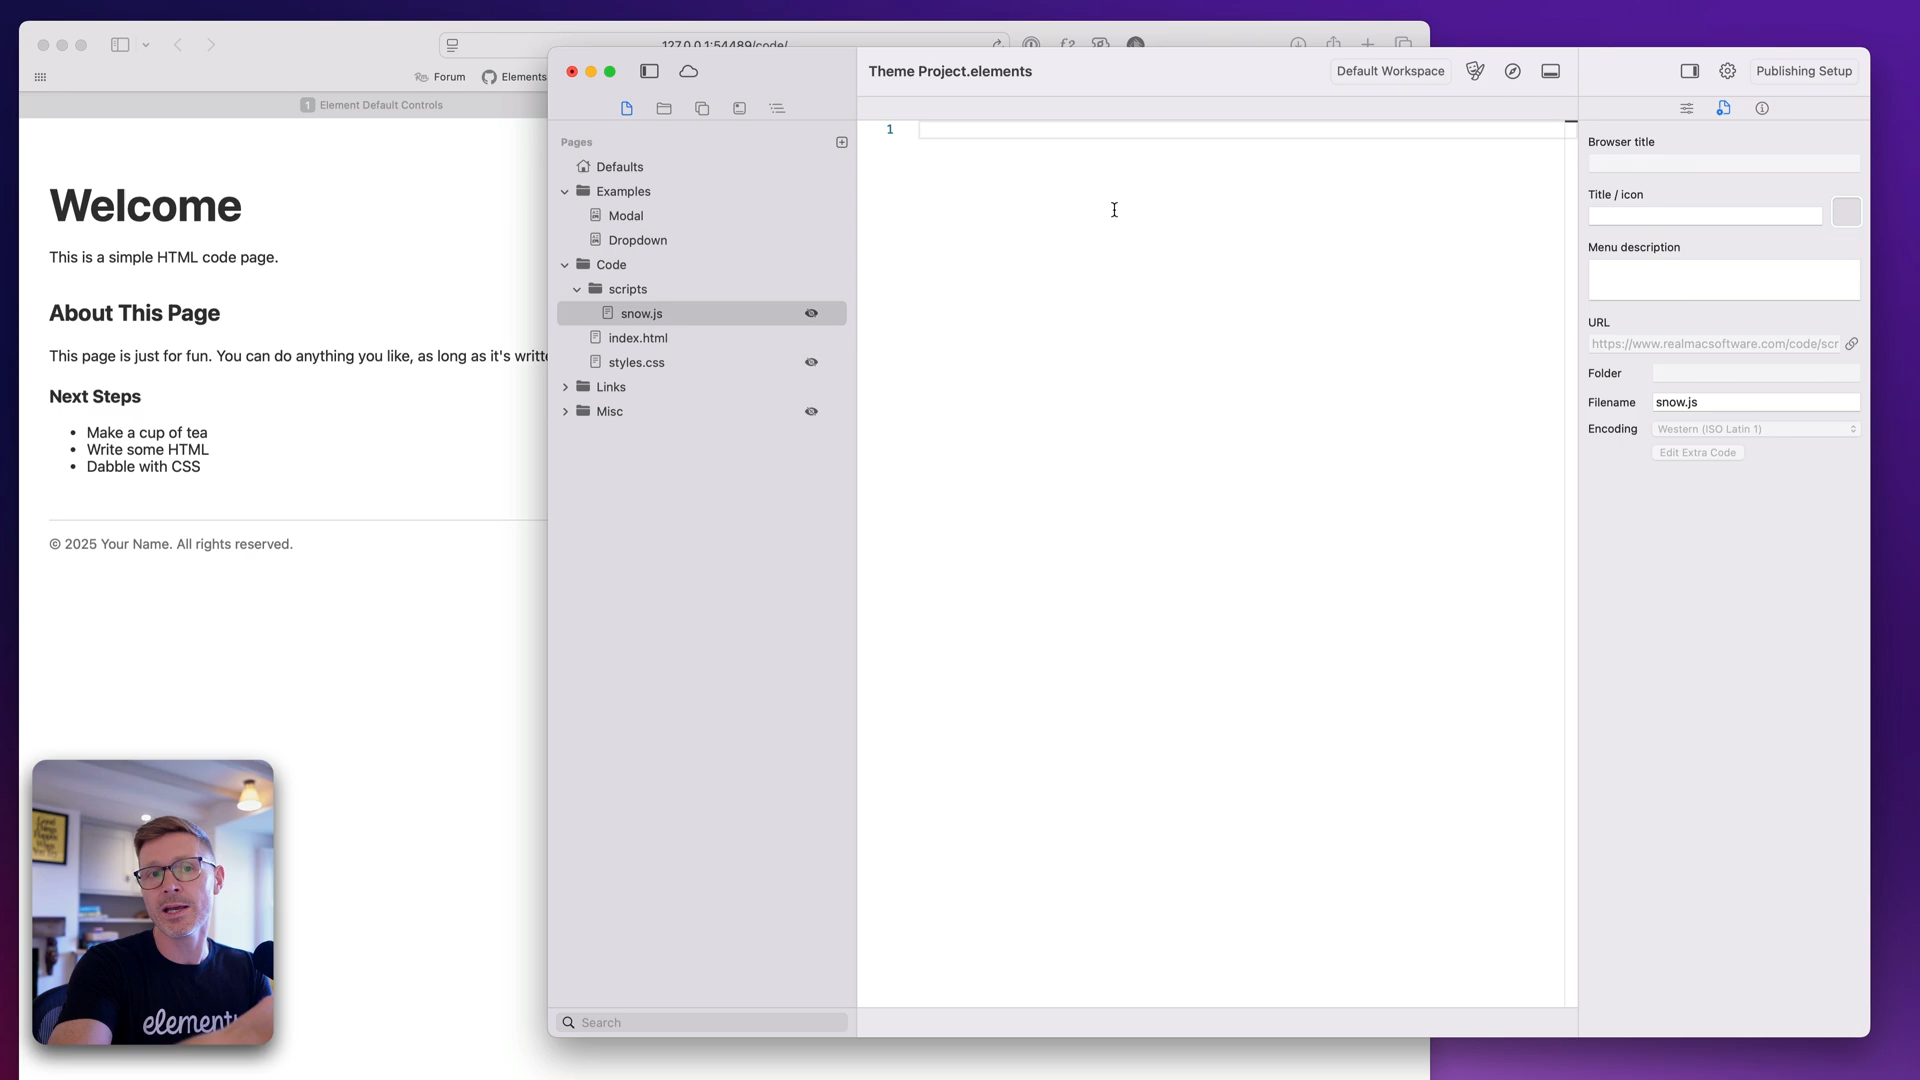 127.0.0.1:54489/code/
Forum
Elements
1 Element Default Controls
Welcome
This is a simple HTML code page.
About This Page
This page is just for fun. You can do anything you like, as long as it's writte
Next Steps
• Make a cup of tea
• Write some HTML
• Dabble with CSS
© 2025 Your Name. All rights reserved.
element
Theme Project.elements
Default Workspace
Publishing Setup
Pages
Defaults
Examples
Modal
Dropdown
Code
scripts
snow.js
index.html
styles.css
Links
Misc
Search
1
Browser title
Title / icon
Menu description
URL
https://www.realmacsoftware.com/code/scr
Folder
Filename snow.js
Encoding Western (ISO Latin 1)
Edit Extra Code